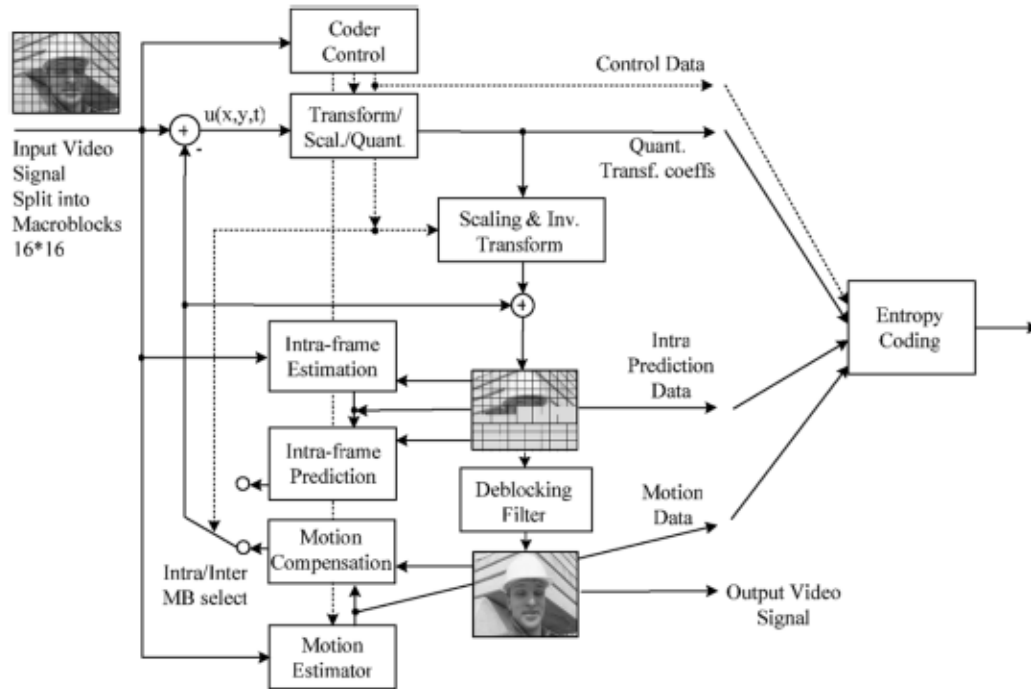 Coder
Control
Control Data
u(x,y,t)
Transform/
Scal./Quant.
+
-
Input Video
Signal
Split into
Macroblocks
16*16
Quant.
Transf. coeffs
Scaling & Inv.
Transform
+
Entropy
Coding
Intra-frame
Estimation
Intra
Prediction
Data
Intra-frame
Prediction
Deblocking
Filter
Motion
Data
Motion
Compensation
Intra/Inter
MB select
Output Video
Signal
Motion
Estimator